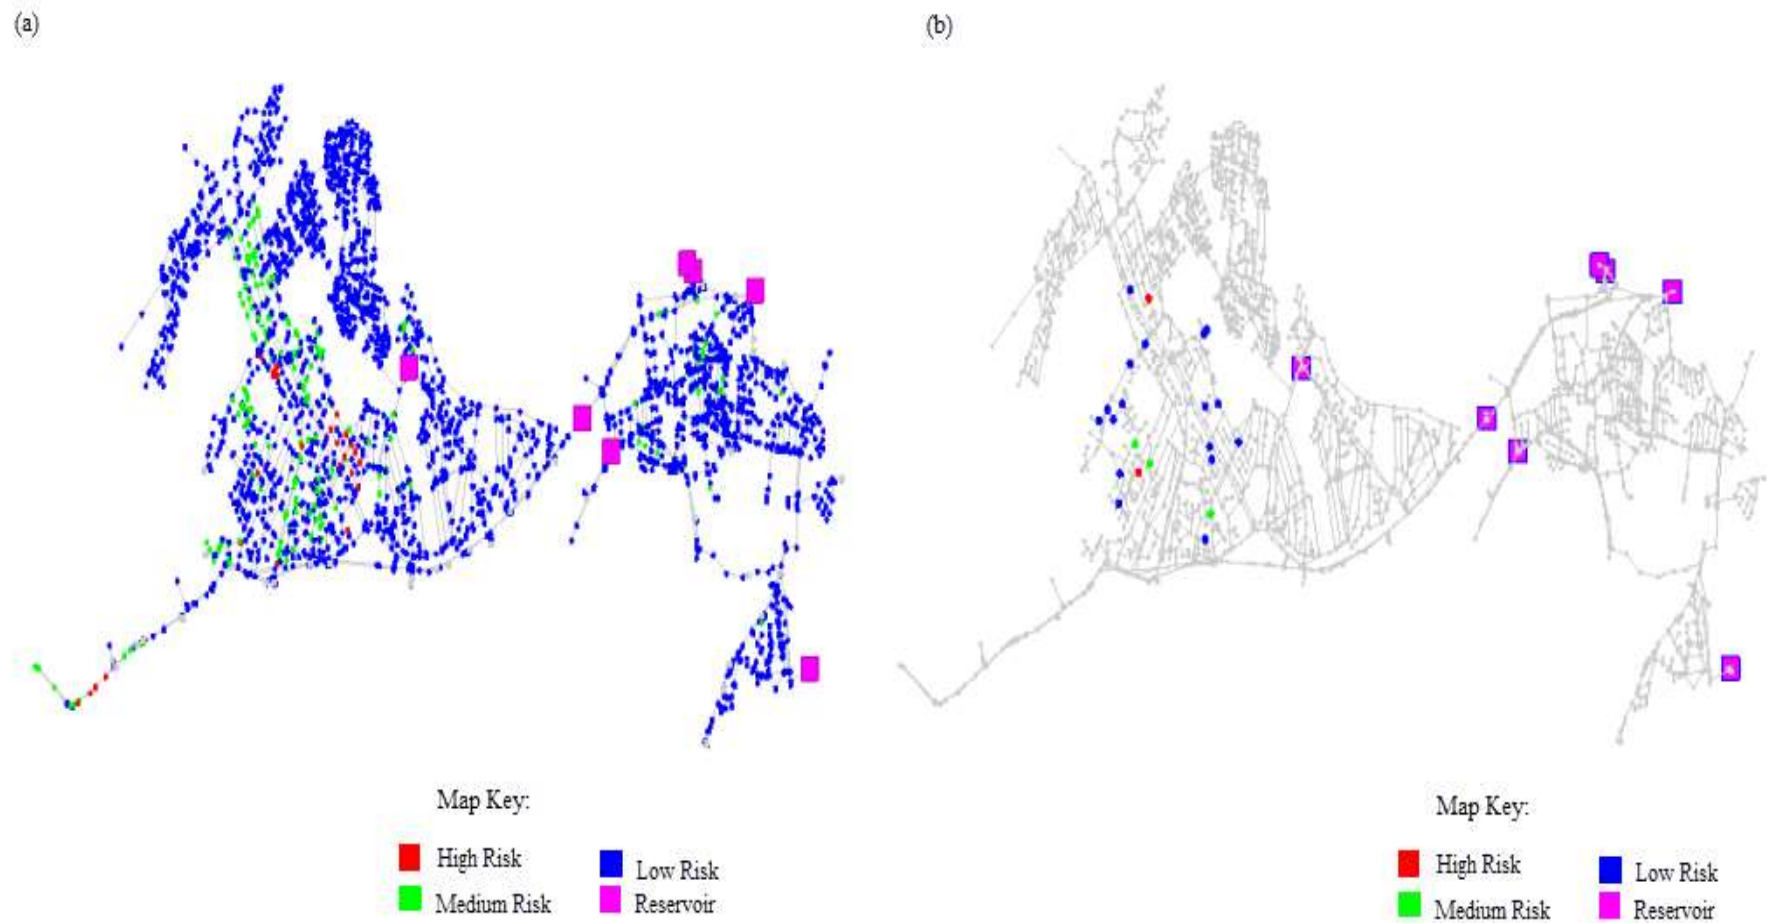 (a)
(b)
Map Key:
High Risk
Low Risk
Medium Risk
Reservoir
Map Key:
High Risk
Low Risk
Medium Risk
Reservoir